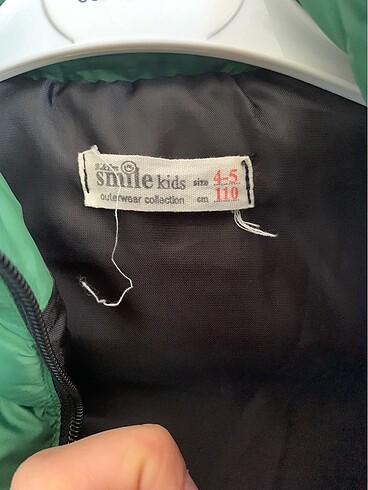 smile kids size 4-5
outerwear collection cm 110